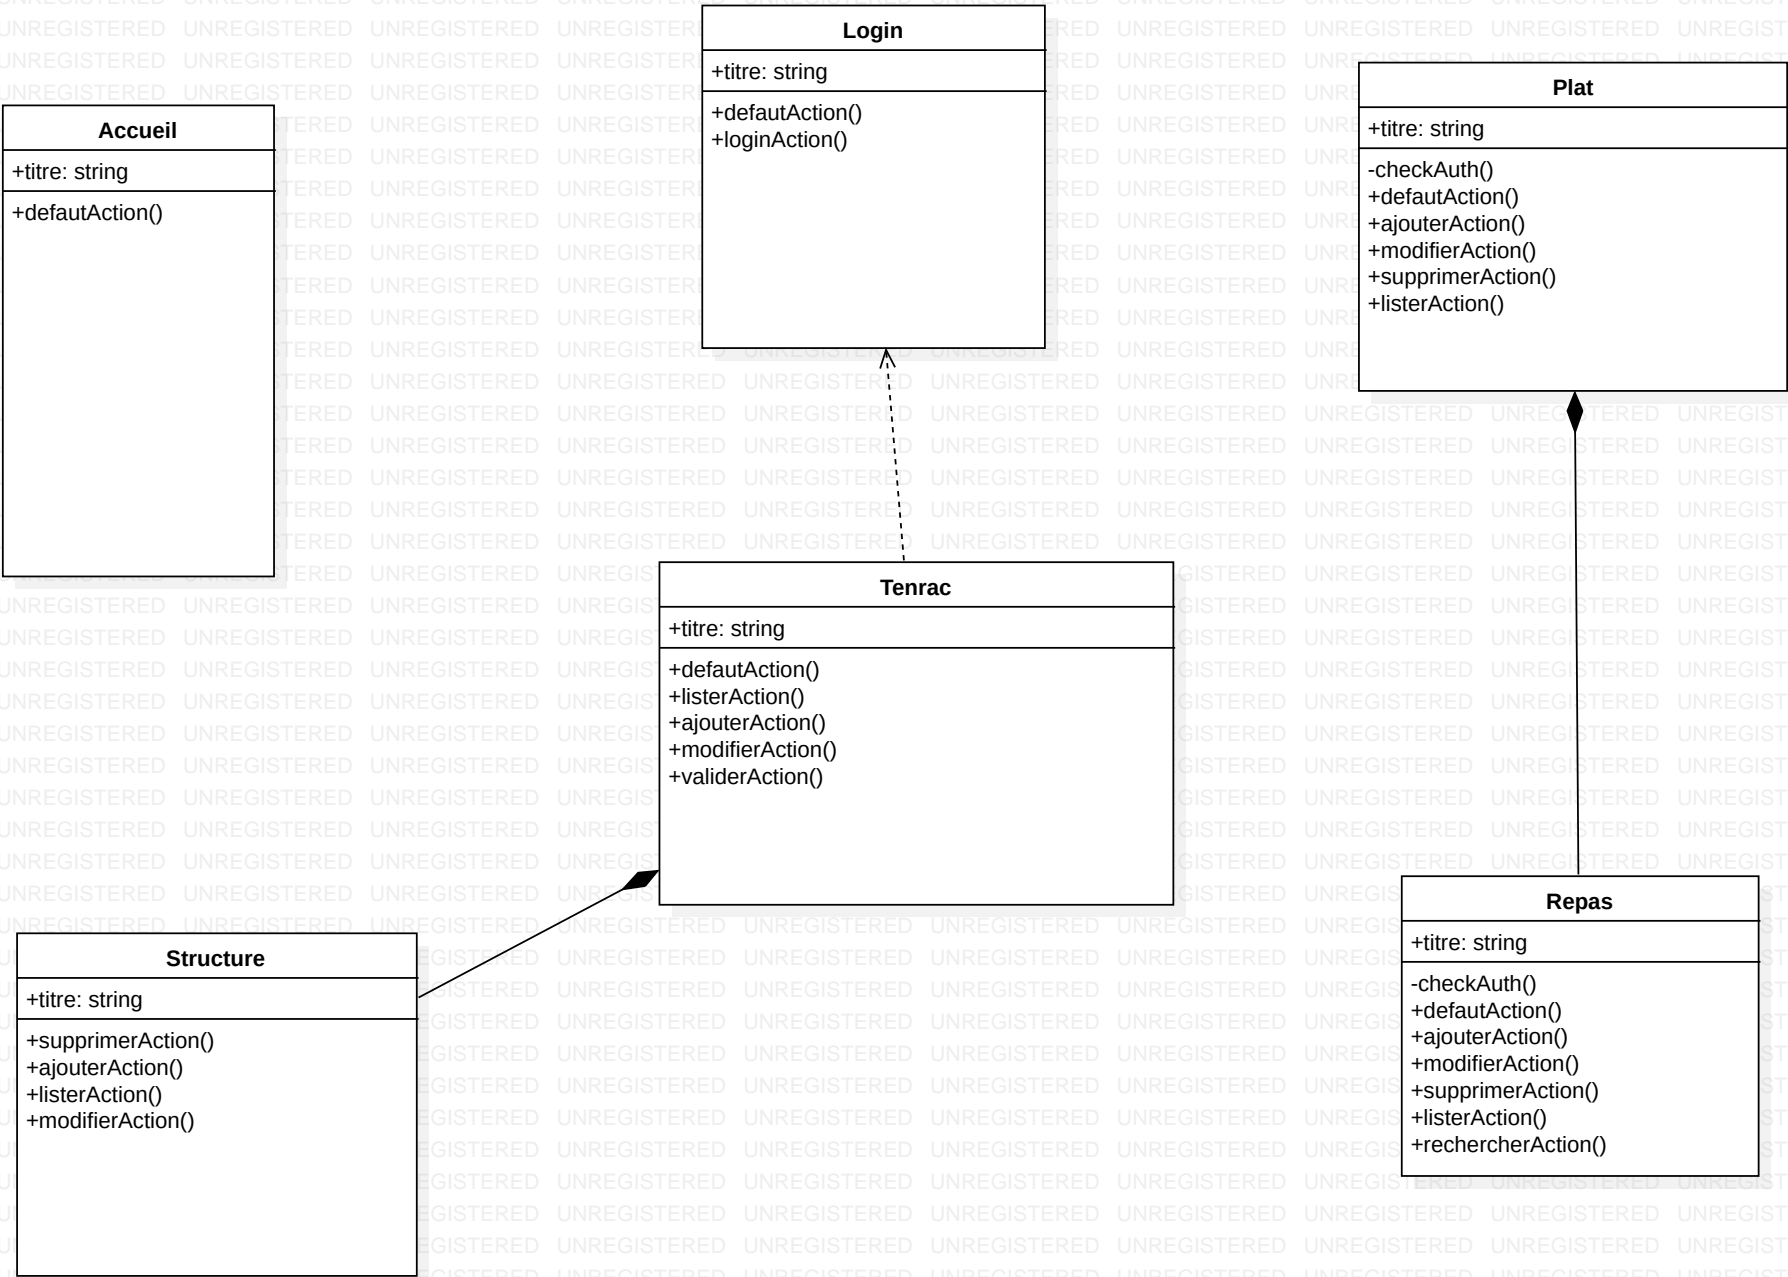 Login
+titre: string
+defautAction()
+loginAction()
Plat
+titre: string
-checkAuth()
+defautAction()
+ajouterAction()
+modifierAction()
+supprimerAction()
+listerAction()
Accueil
+titre: string
+defautAction()
Tenrac
+titre: string
+defautAction()
+listerAction()
+ajouterAction()
+modifierAction()
+validerAction()
Repas
+titre: string
-checkAuth()
+defautAction()
+ajouterAction()
+modifierAction()
+supprimerAction()
+listerAction()
+rechercherAction()
Structure
+titre: string
+supprimerAction()
+ajouterAction()
+listerAction()
+modifierAction()
UNREGISTERED